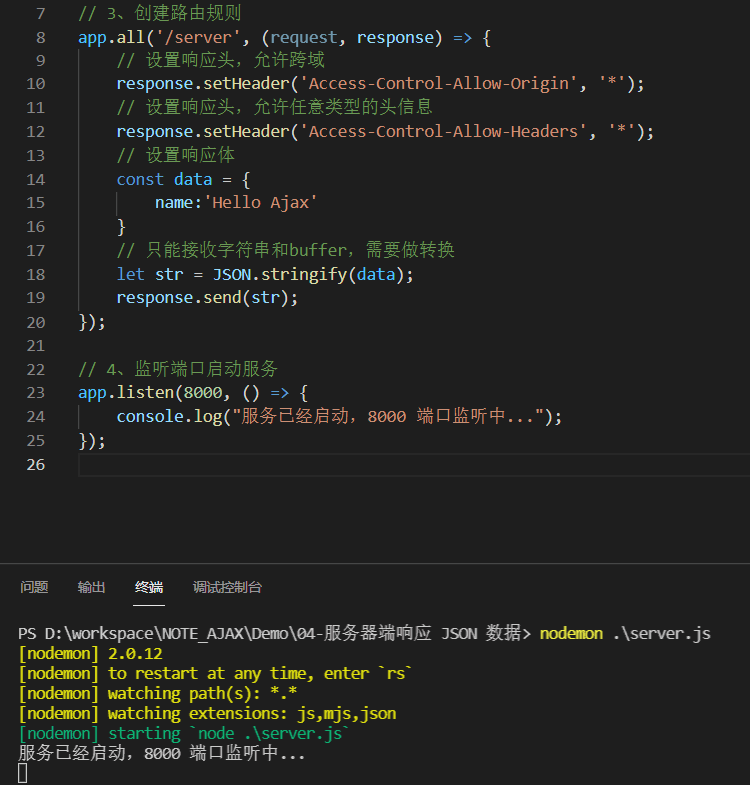 7 // 3、创建路由规则
8 app.all('/server', (request, response) => {
9 // 设置响应头，允许跨域
10 response.setHeader('Access-Control-Allow-Origin', '*');
11 // 设置响应头，允许任意类型的头信息
12 response.setHeader('Access-Control-Allow-Headers', '*');
13 // 设置响应体
14 const data = {
15 name:'Hello Ajax'
16 }
17 // 只能接收字符串和buffer，需要做转换
18 let str = JSON.stringify(data);
19 response.send(str);
20 });
21
22 // 4、监听端口启动服务
23 app.listen(8000, () => {
24 console.log("服务已经启动，8000 端口监听中...");
25 });
26
问题 输出 终端 调试控制台
PS D:\workspace\NOTE_AJAX\Demo\04-服务器端响应 JSON 数据> nodemon .\server.js
[nodemon] 2.0.12
[nodemon] to restart at any time, enter `rs`
[nodemon] watching path(s): *.*
[nodemon] watching extensions: js,mjs,json
[nodemon] starting `node .\server.js`
服务已经启动，8000 端口监听中...